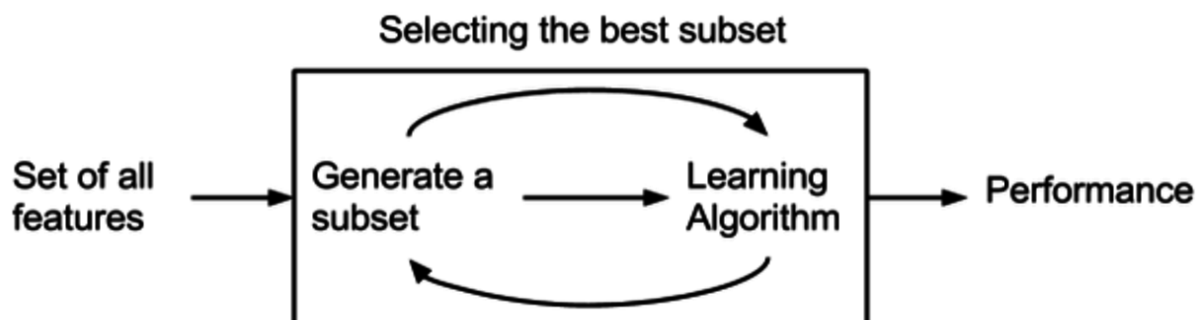 Selecting the best subset
Set of all
features
Generate a
subset
Learning
Algorithm
Performance